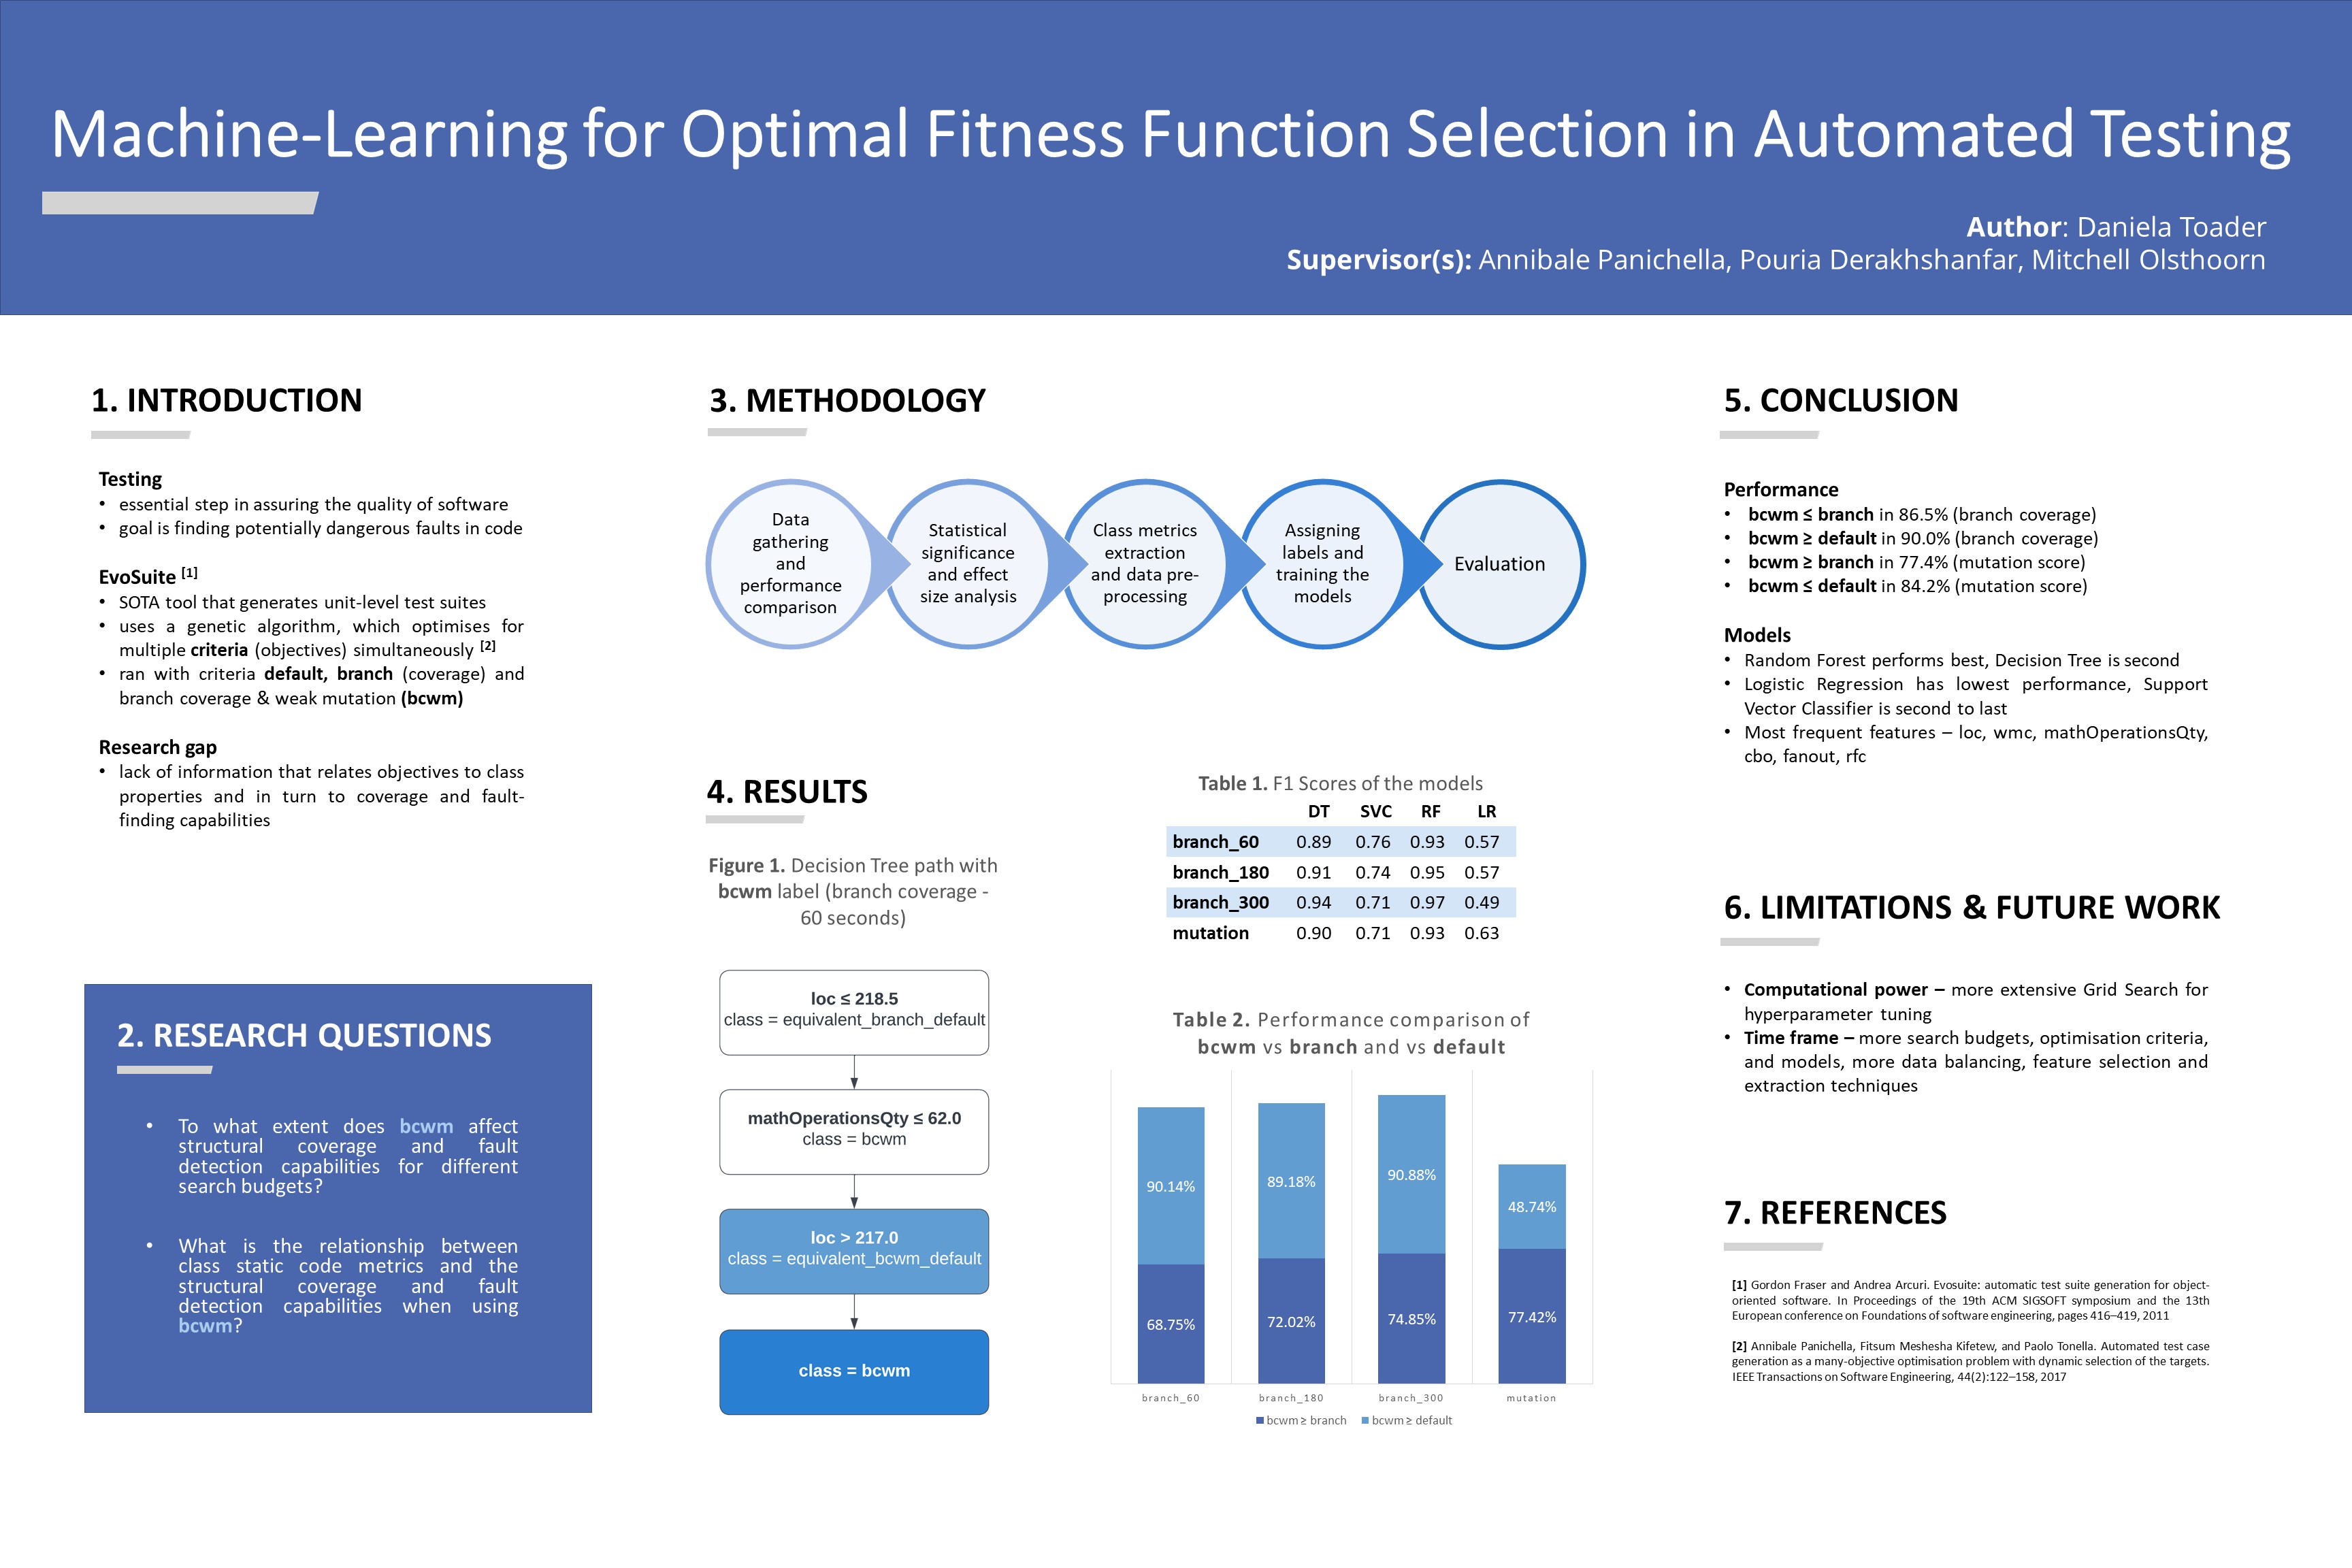 Machine-Learning for Optimal Fitness Function Selection in Automated Testing
Author: Daniela Toader
Supervisor(s): Annibale Panichella, Pouria Derakhshanfar, Mitchell Olsthoorn
1. INTRODUCTION
Testing
• essential step in assuring the quality of software
• goal is finding potentially dangerous faults in code
EvoSuite [1]
• SOTA tool that generates unit-level test suites
• uses a genetic algorithm, which optimises for
multiple criteria (objectives) simultaneously [2]
• ran with criteria default, branch (coverage) and
branch coverage & weak mutation (bcwm)
Research gap
• lack of information that relates objectives to class
properties and in turn to coverage and fault-
finding capabilities
2. RESEARCH QUESTIONS
• To what extent does bcwm affect
structural coverage and fault
detection capabilities for different
search budgets?
• What is the relationship between
class static code metrics and the
structural coverage and fault
detection capabilities when using
bcwm?
3. METHODOLOGY
Data
gathering
and
performance
comparison
Statistical
significance
and effect
size analysis
Class metrics
extraction
and data pre-
processing
Assigning
labels and
training the
models
Evaluation
4. RESULTS
Figure 1. Decision Tree path with
bcwm label (branch coverage -
60 seconds)
loc ≤ 218.5
class = equivalent_branch_default
mathOperationsQty ≤ 62.0
class = bcwm
loc > 217.0
class = equivalent_bcwm_default
class = bcwm
Table 1. F1 Scores of the models
DT SVC RF LR
branch_60 0.89 0.76 0.93 0.57
branch_180 0.91 0.74 0.95 0.57
branch_300 0.94 0.71 0.97 0.49
mutation 0.90 0.71 0.93 0.63
Table 2. Performance comparison of
bcwm vs branch and vs default
90.14% 89.18% 90.88% 48.74%
68.75% 72.02% 74.85% 77.42%
branch_60 branch_180 branch_300 mutation
bcwm ≥ branch bcwm ≥ default
5. CONCLUSION
Performance
• bcwm ≤ branch in 86.5% (branch coverage)
• bcwm ≥ default in 90.0% (branch coverage)
• bcwm ≥ branch in 77.4% (mutation score)
• bcwm ≤ default in 84.2% (mutation score)
Models
• Random Forest performs best, Decision Tree is second
• Logistic Regression has lowest performance, Support
Vector Classifier is second to last
• Most frequent features – loc, wmc, mathOperationsQty,
cbo, fanout, rfc
6. LIMITATIONS & FUTURE WORK
• Computational power – more extensive Grid Search for
hyperparameter tuning
• Time frame – more search budgets, optimisation criteria,
and models, more data balancing, feature selection and
extraction techniques
7. REFERENCES
[1] Gordon Fraser and Andrea Arcuri. Evosuite: automatic test suite generation for object-
oriented software. In Proceedings of the 19th ACM SIGSOFT symposium and the 13th
European conference on Foundations of software engineering, pages 416–419, 2011
[2] Annibale Panichella, Fitsum Meshesha Kifetew, and Paolo Tonella. Automated test case
generation as a many-objective optimisation problem with dynamic selection of the targets.
IEEE Transactions on Software Engineering, 44(2):122–158, 2017